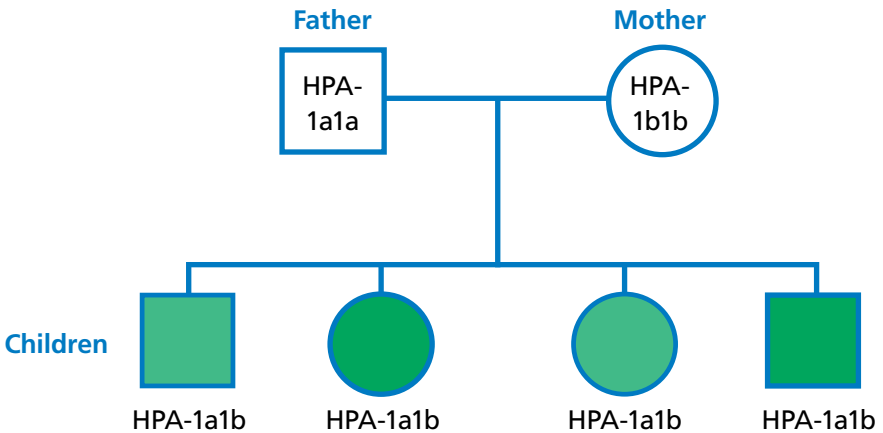 Father
Mother
HPA-
1a1a
HPA-
1b1b
Children
HPA-1a1b
HPA-1a1b
HPA-1a1b
HPA-1a1b